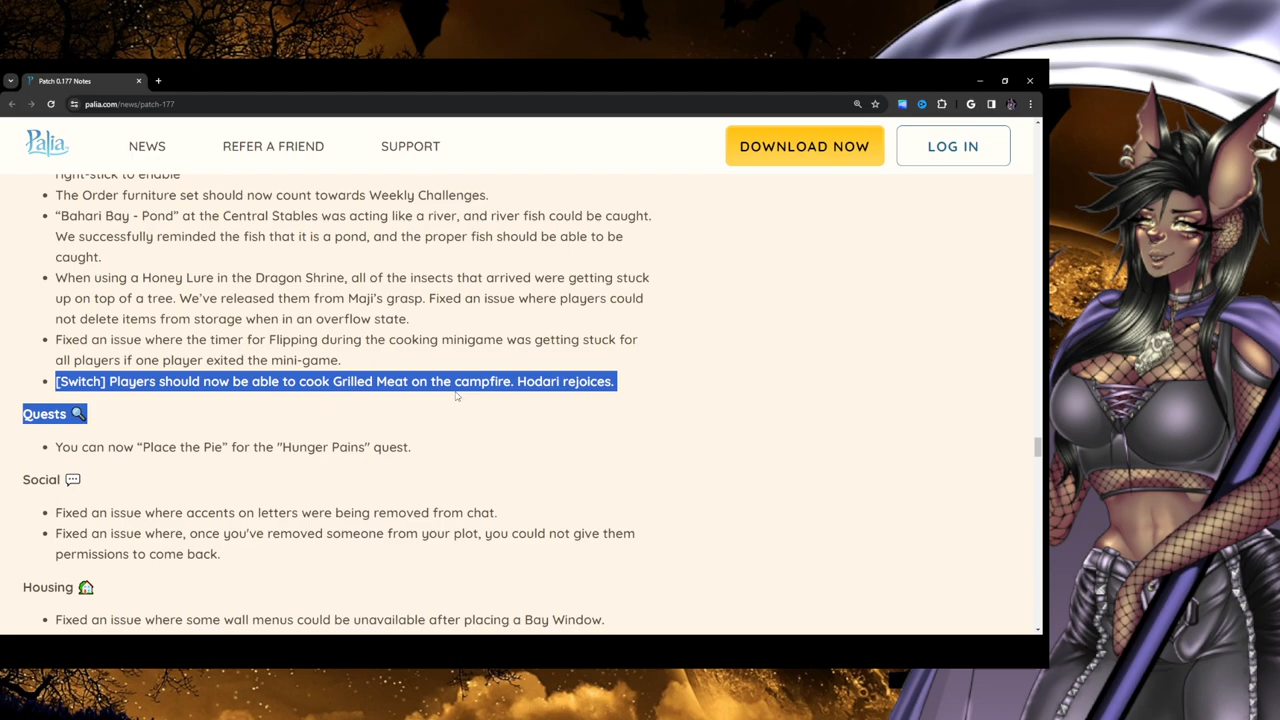 Patch 0.177 Notes
palia.com/news/patch-177
Palia
NEWS
REFER A FRIEND
SUPPORT
DOWNLOAD NOW
LOG IN
right-stick to enable
The Order furniture set should now count towards Weekly Challenges.
“Bahari Bay - Pond” at the Central Stables was acting like a river, and river fish could be caught.
We successfully reminded the fish that it is a pond, and the proper fish should be able to be
caught.
When using a Honey Lure in the Dragon Shrine, all of the insects that arrived were getting stuck
up on top of a tree. We’ve released them from Maji’s grasp. Fixed an issue where players could
not delete items from storage when in an overflow state.
Fixed an issue where the timer for Flipping during the cooking minigame was getting stuck for
all players if one player exited the mini-game.
[Switch] Players should now be able to cook Grilled Meat on the campfire. Hodari rejoices.
Quests
You can now “Place the Pie” for the "Hunger Pains" quest.
Social
Fixed an issue where accents on letters were being removed from chat.
Fixed an issue where, once you've removed someone from your plot, you could not give them
permissions to come back.
Housing
Fixed an issue where some wall menus could be unavailable after placing a Bay Window.